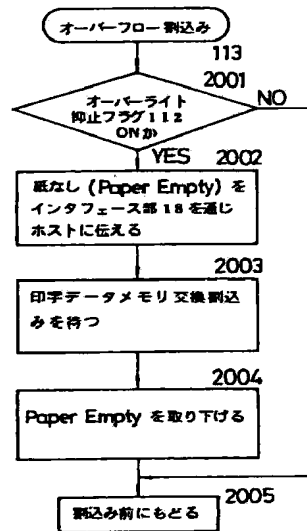 オーバーフロー割込み
113
2001
オーバーライト
抑止フラグ112
ONか
NO
YES
2002
紙なし (Paper Empty) を
インタフェース部 18 を通じ
ホストに伝える
2003
印字データメモリ交換割込
みを待つ
2004
Paper Empty を取り下げる
2005
割込み前にもどる